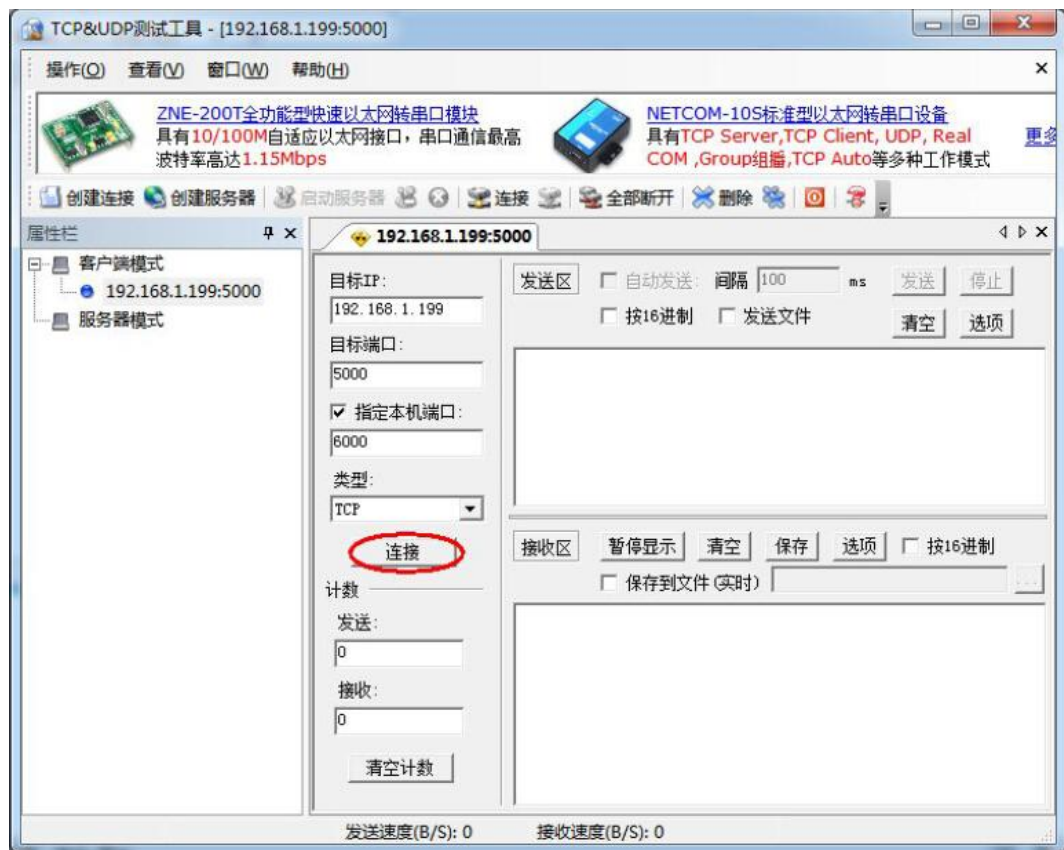 TCP&UDP测试工具 - [192.168.1.199:5000]
操作(O) 查看(V) 窗口(W) 帮助(H)
ZNE-200T全功能型快速以太网转串口模块
具有10/100M自适应以太网接口，串口通信最高
波特率高达1.15Mbps
NETCOM-10S标准型以太网转串口设备
具有TCP Server,TCP Client, UDP, Real
COM ,Group组播,TCP Auto等多种工作模式
创建连接 创建服务器 启动服务器 连接 全部断开 删除
属性栏
192.168.1.199:5000
客户端模式
192.168.1.199:5000
服务器模式
目标IP:
192.168.1.199
目标端口:
5000
指定本机端口:
6000
类型:
TCP
连接
计数
发送:
0
接收:
0
清空计数
发送区 自动发送: 间隔 100 ms 发送 停止
按16进制 发送文件 清空 选项
接收区 暂停显示 清空 保存 选项 按16进制
保存到文件(实时) ...
发送速度(B/S): 0 接收速度(B/S): 0